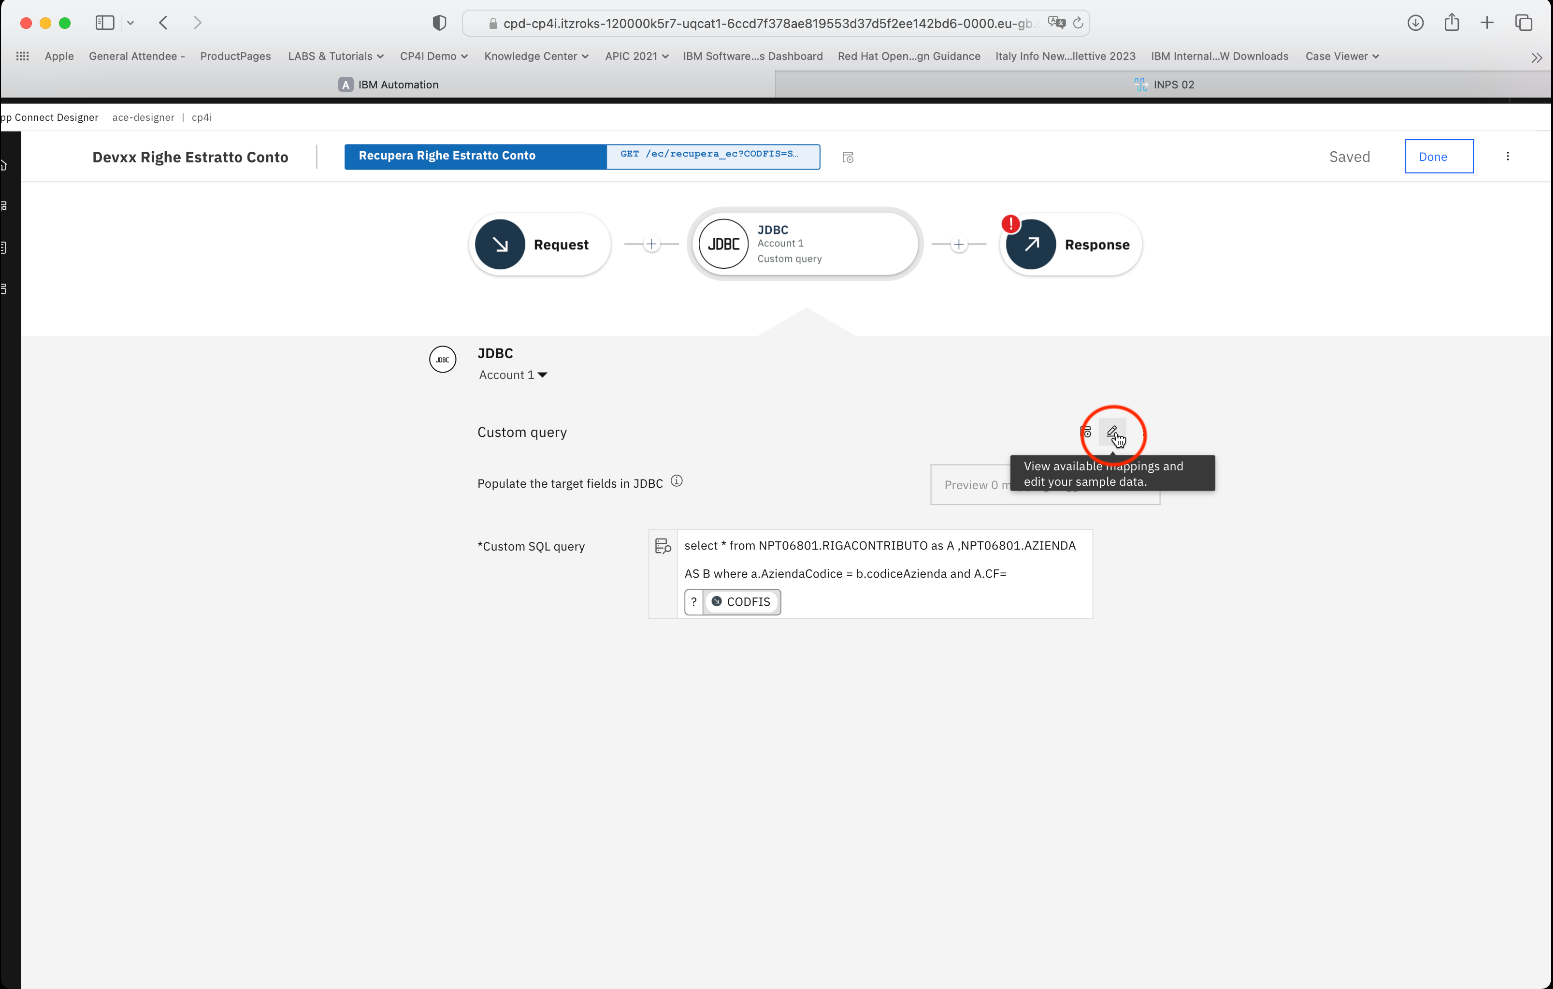 cpd-cp4i.itzroks-120000k5r7-uqcat1-6ccd7f378ae819553d37d5f2ee142bd6-0000.eu-gb.
Apple General Attendee - ProductPages LABS & Tutorials CP4I Demo Knowledge Center APIC 2021 IBM Software...s Dashboard Red Hat Open...gn Guidance Italy Info New...llettive 2023 IBM Internal...W Downloads Case Viewer
A IBM Automation INPS 02
pp Connect Designer ace-designer | cp4i
Devxx Righe Estratto Conto Recupera Righe Estratto Conto GET /ec/recupera_ec?CODFIS=S… Saved Done
Request
JDBC
JDBC
Account 1
Custom query
!
Response
JDBC
JDBC
Account 1
Custom query
View available mappings and
edit your sample data.
Populate the target fields in JDBC
Preview 0 m
*Custom SQL query
select * from NPT06801.RIGACONTRIBUTO as A ,NPT06801.AZIENDA
AS B where a.AziendaCodice = b.codiceAzienda and A.CF=
? CODFIS